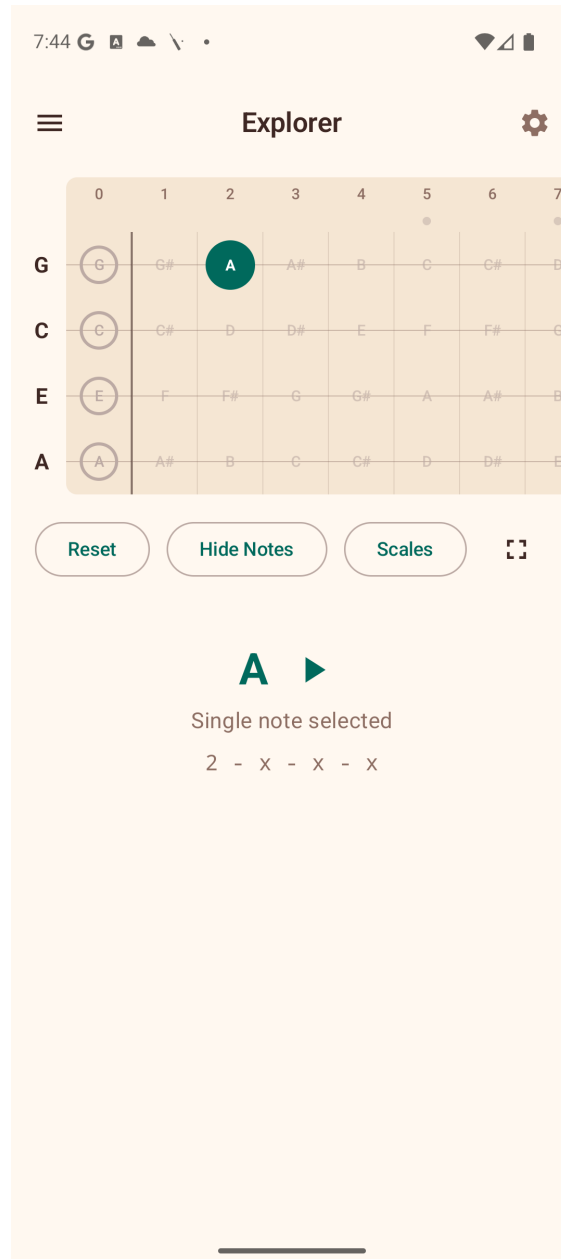 7:44
Explorer
0 1 2 3 4 5 6 7
G G G# A A# B C C# D
C C C# D D# E F F# G
E E F F# G G# A A# B
A A A# B C C# D D# E
Reset Hide Notes Scales
A
Single note selected
2 - x - x - x